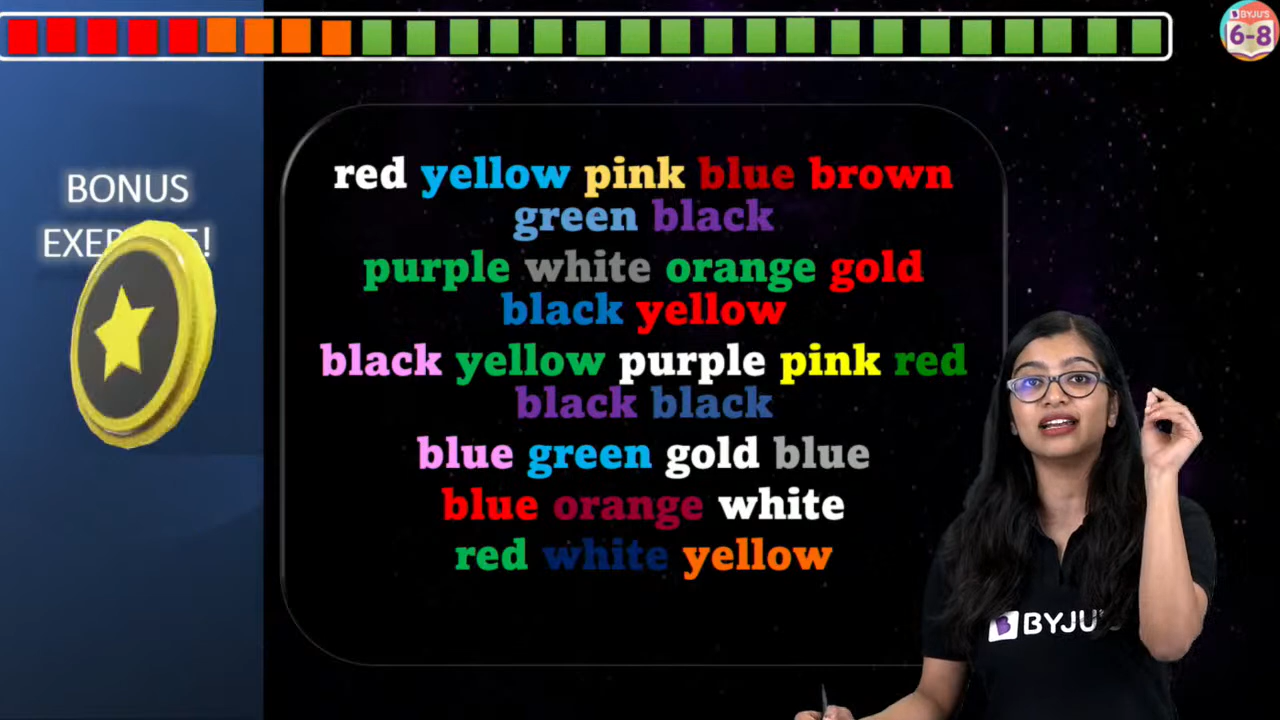 BYJU'S
6-8
BONUS
red yellow pink blue brown
green black
purple white orange gold
black yellow
black yellow purple pink red
black black
blue green gold blue
blue orange white
red white yellow